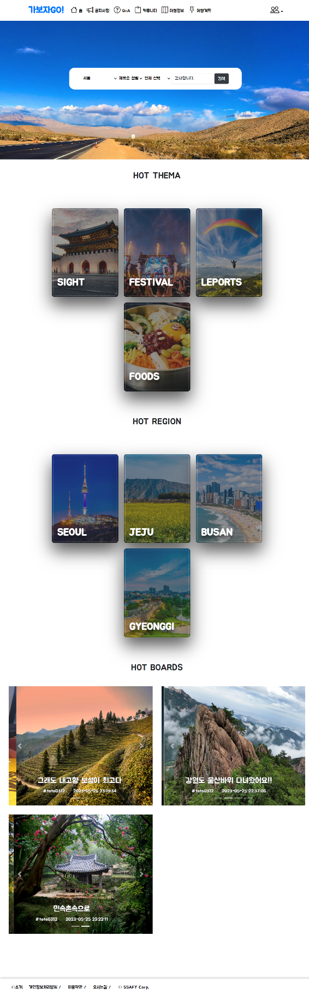 가보자GO! 홈 공지사항 QnA 커뮤니티 여행정보 여행계획
서울 제목순 정렬 전체 선택 감사합니다. 검색
HOT THEMA
SIGHT FESTIVAL LEPORTS
FOODS
HOT REGION
SEOUL JEJU BUSAN
GYEONGGI
HOT BOARDS
그래도 내고향 보성이 최고다
#toto0312 2023-05-25 23:19:34
강원도 울산바위 다녀왔어요!!
#toto0312 2023-05-25 22:37:06
민속촌속으로
#toto0312 2023-05-25 23:22:11
©소개, 개인정보처리방침 / 이용약관 / 오시는길 / © SSAFY Corp,